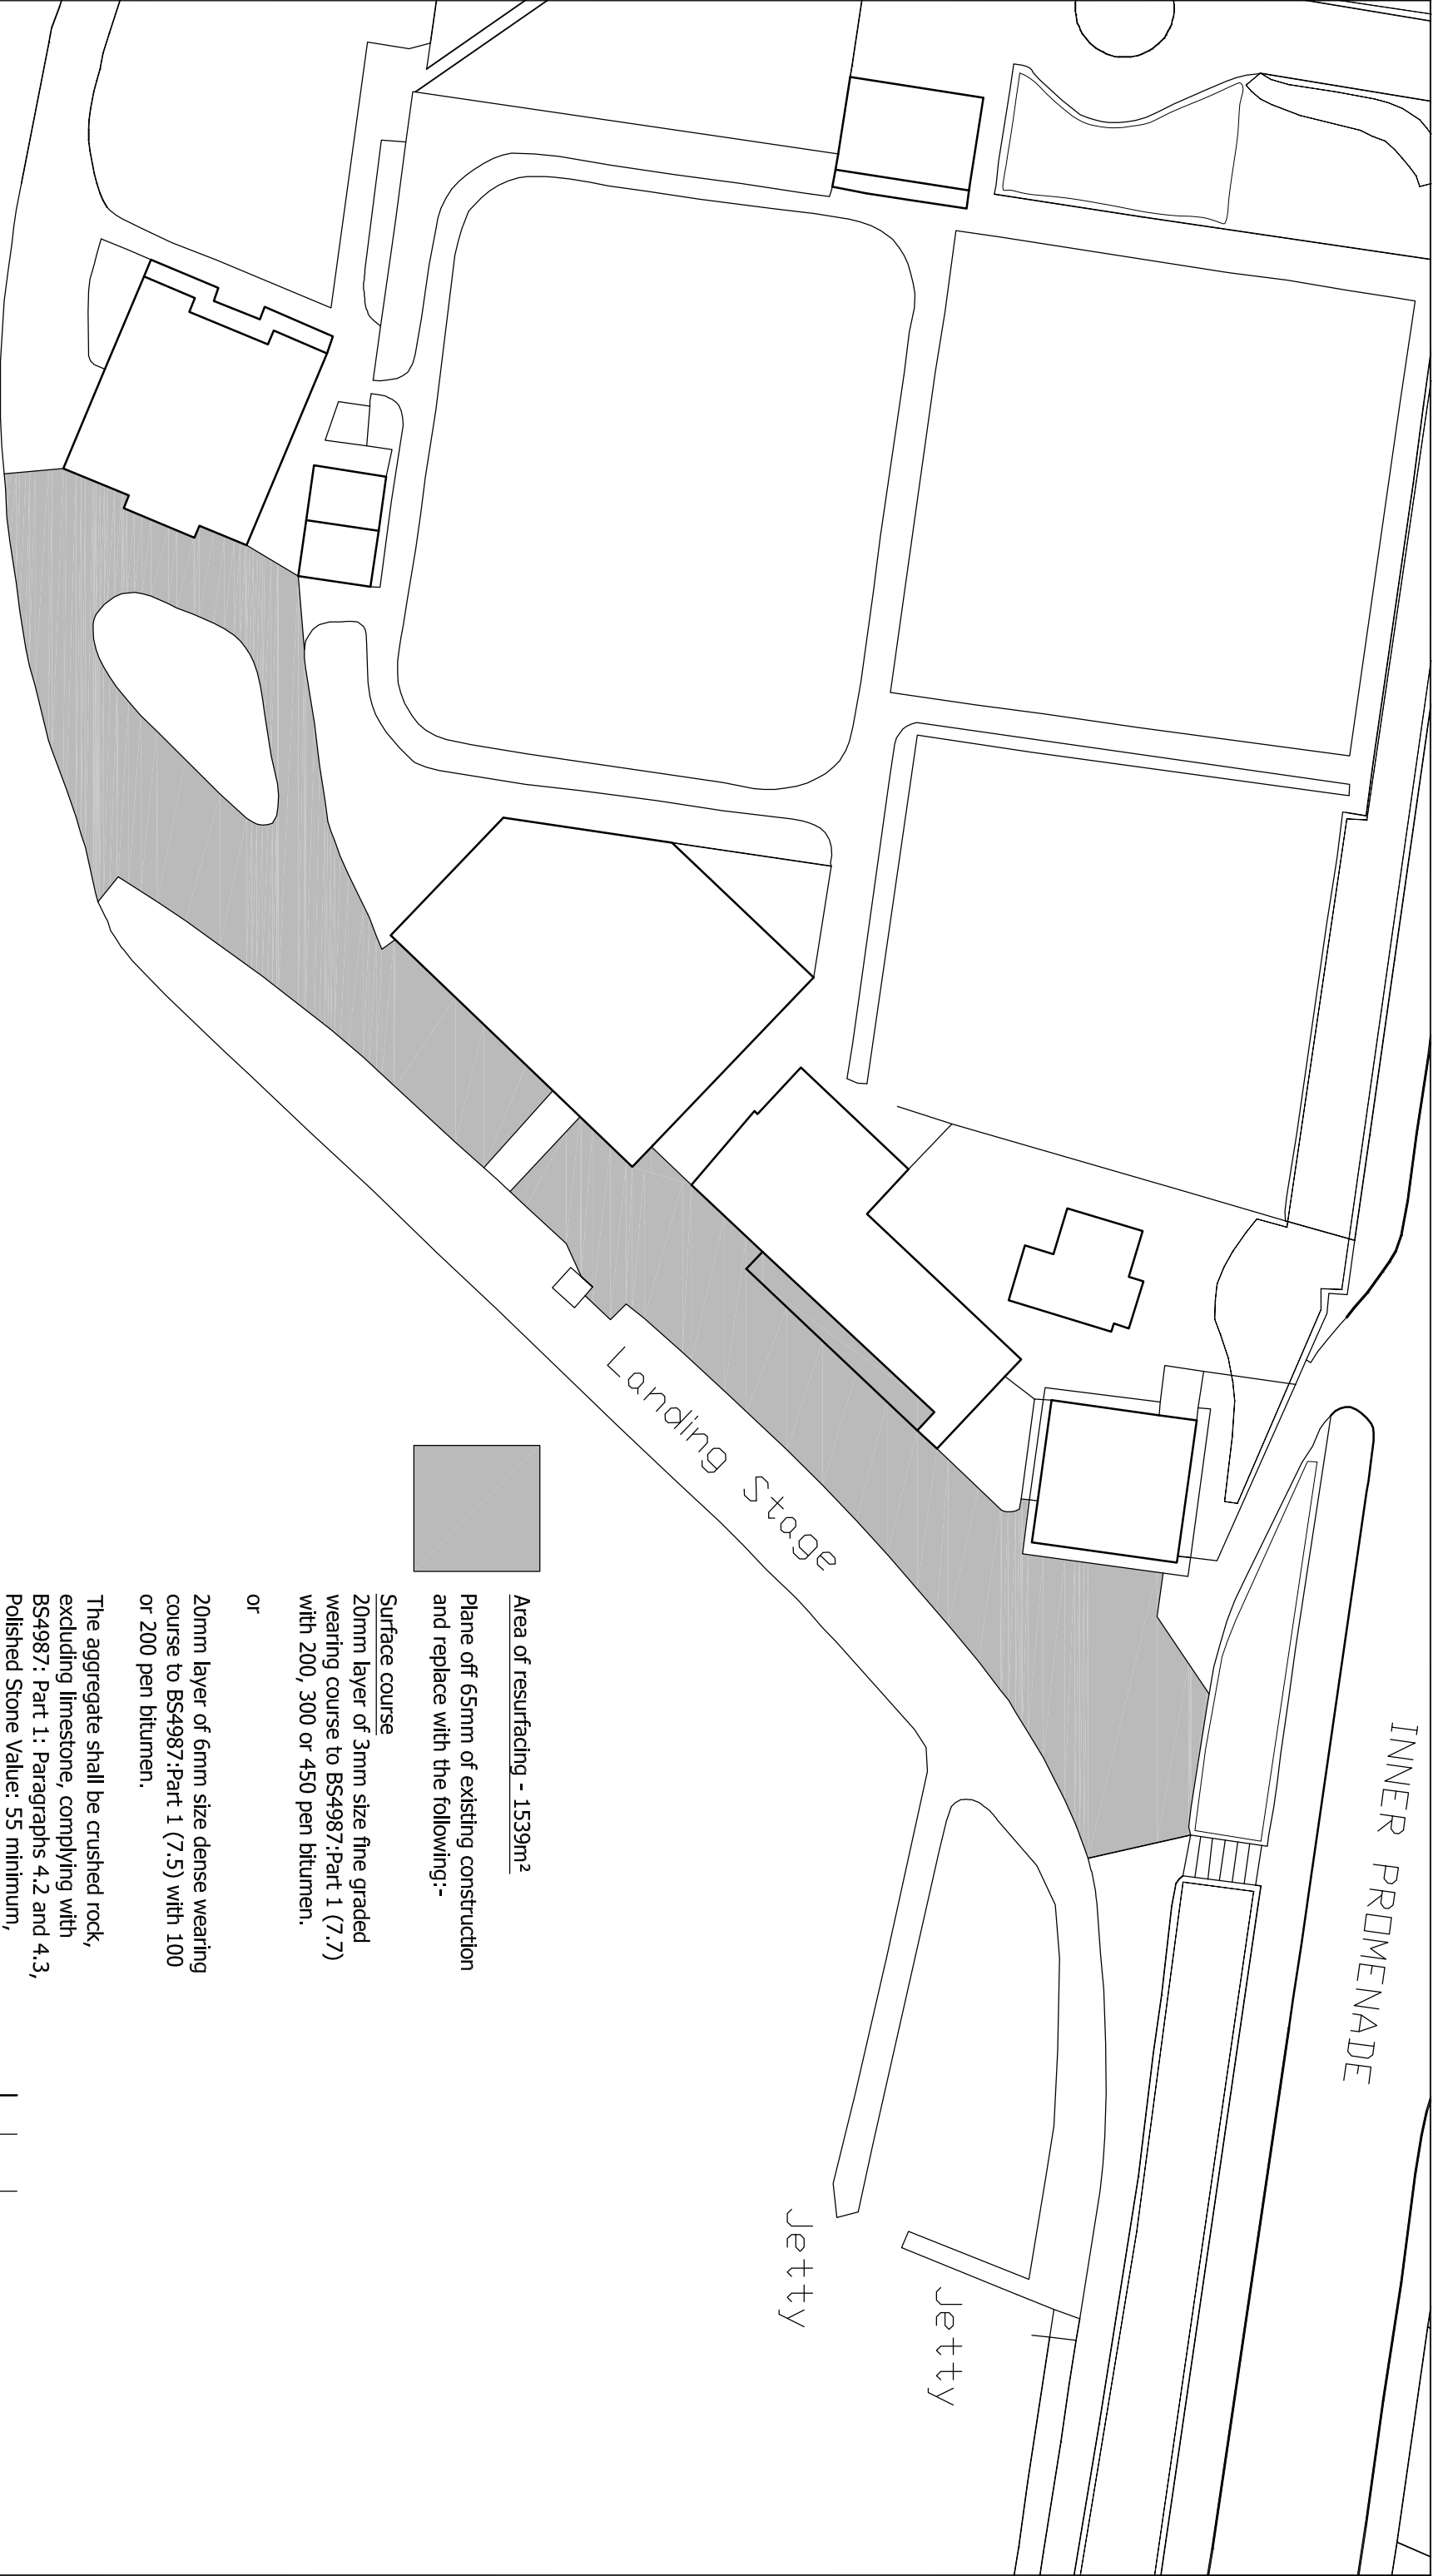 INNER PROMENADE
Landing Stage
Jetty
Jetty
Area of resurfacing - 1539m²
Plane off 65mm of existing construction
and replace with the following:-
Surface course
20mm layer of 3mm size fine graded
wearing course to BS4987:Part 1 (7.7)
with 200, 300 or 450 pen bitumen.
or
20mm layer of 6mm size dense wearing
course to BS4987:Part 1 (7.5) with 100
or 200 pen bitumen.
The aggregate shall be crushed rock,
excluding limestone, complying with
BS4987: Part 1: Paragraphs 4.2 and 4.3,
Polished Stone Value: 55 minimum,